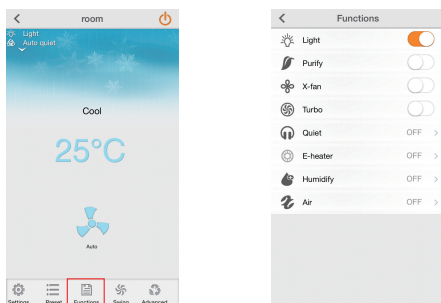 room
Light
Auto quiet
Cool
25°C
Auto
Settings Preset Functions Swing Advanced
Functions
Light
Purify
X-fan
Turbo
Quiet OFF
E-heater OFF
Humidify OFF
Air OFF